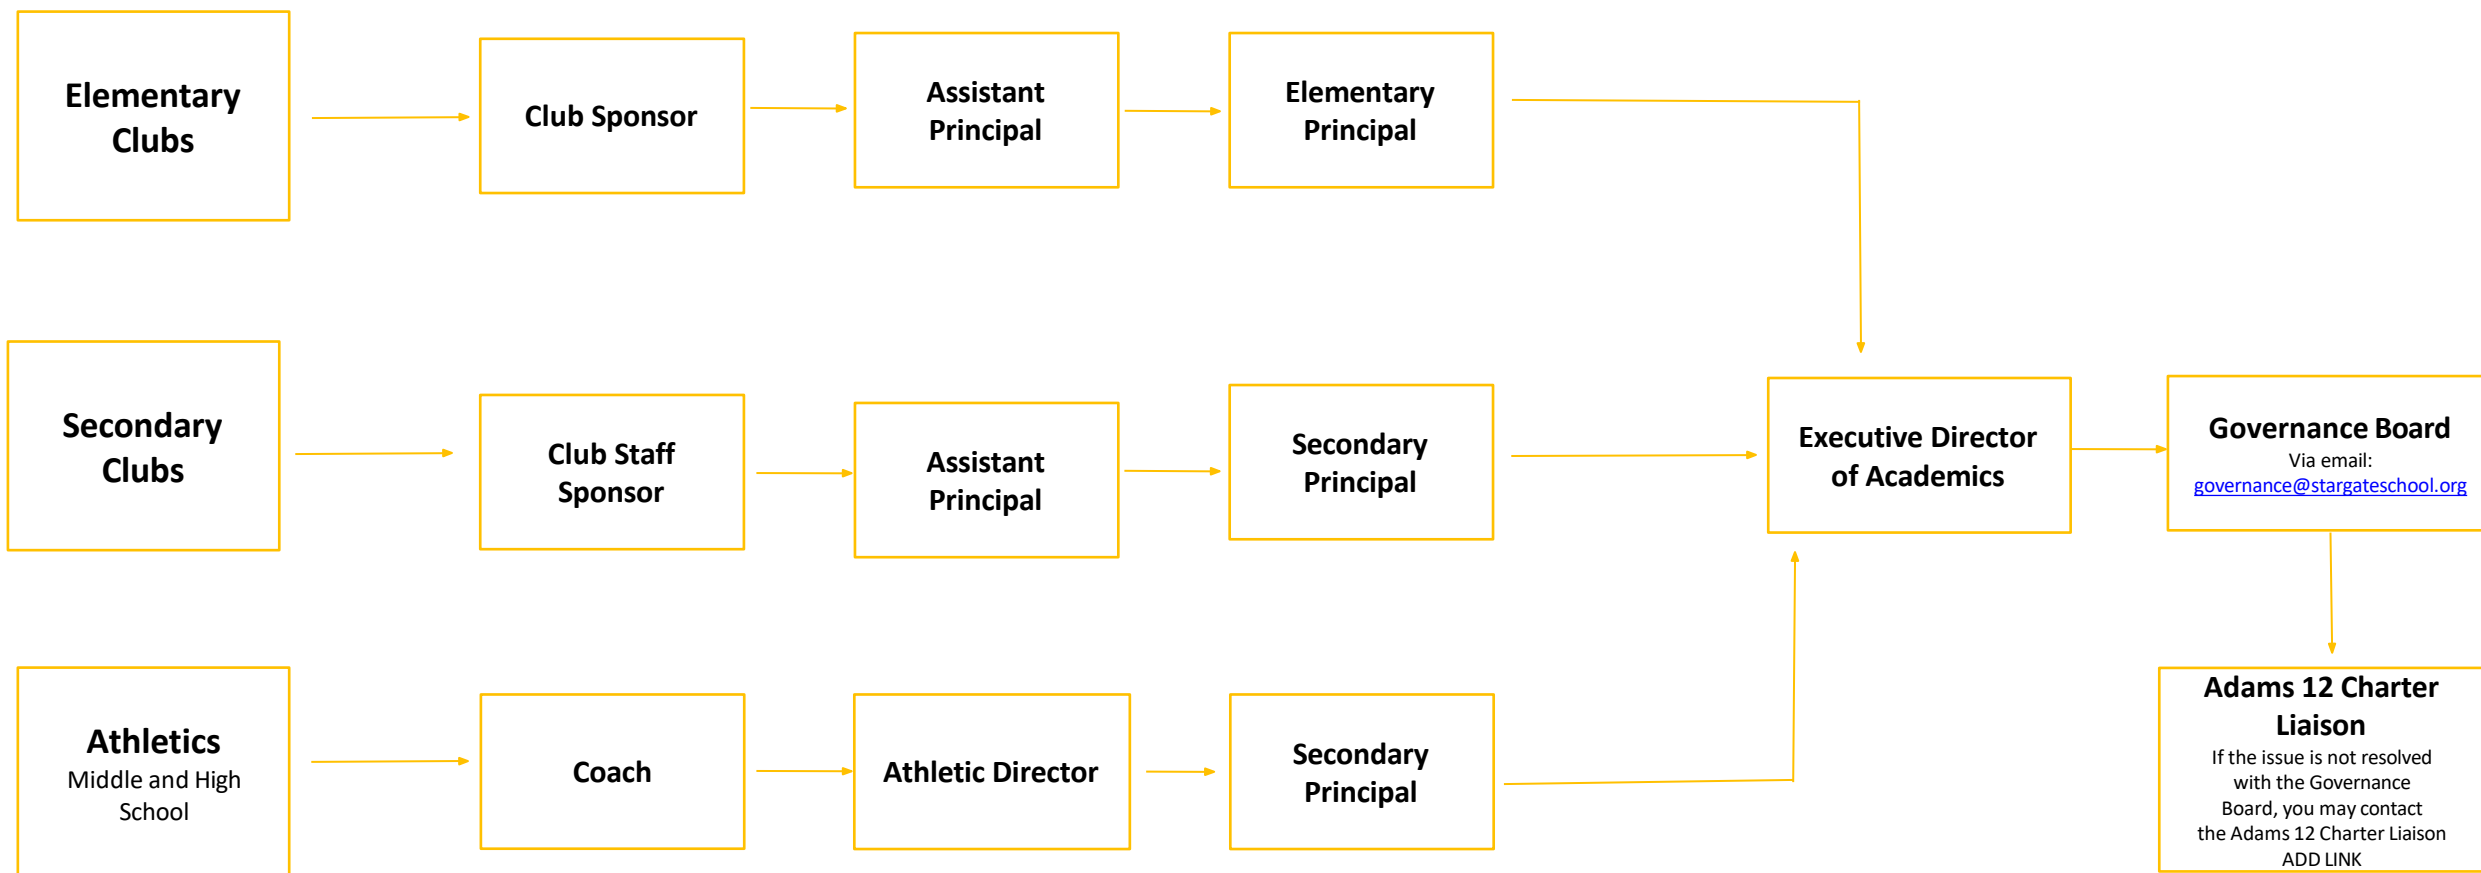 Elementary
Clubs
Club Sponsor
Assistant
Principal
Elementary
Principal
Secondary
Clubs
Club Staff
Sponsor
Assistant
Principal
Secondary
Principal
Executive Director
of Academics
Governance Board
Via email:
governance@stargateschool.org
Athletics
Middle and High
School
Coach
Athletic Director
Secondary
Principal
Adams 12 Charter
Liaison
If the issue is not resolved
with the Governance
Board, you may contact
the Adams 12 Charter Liaison
ADD LINK